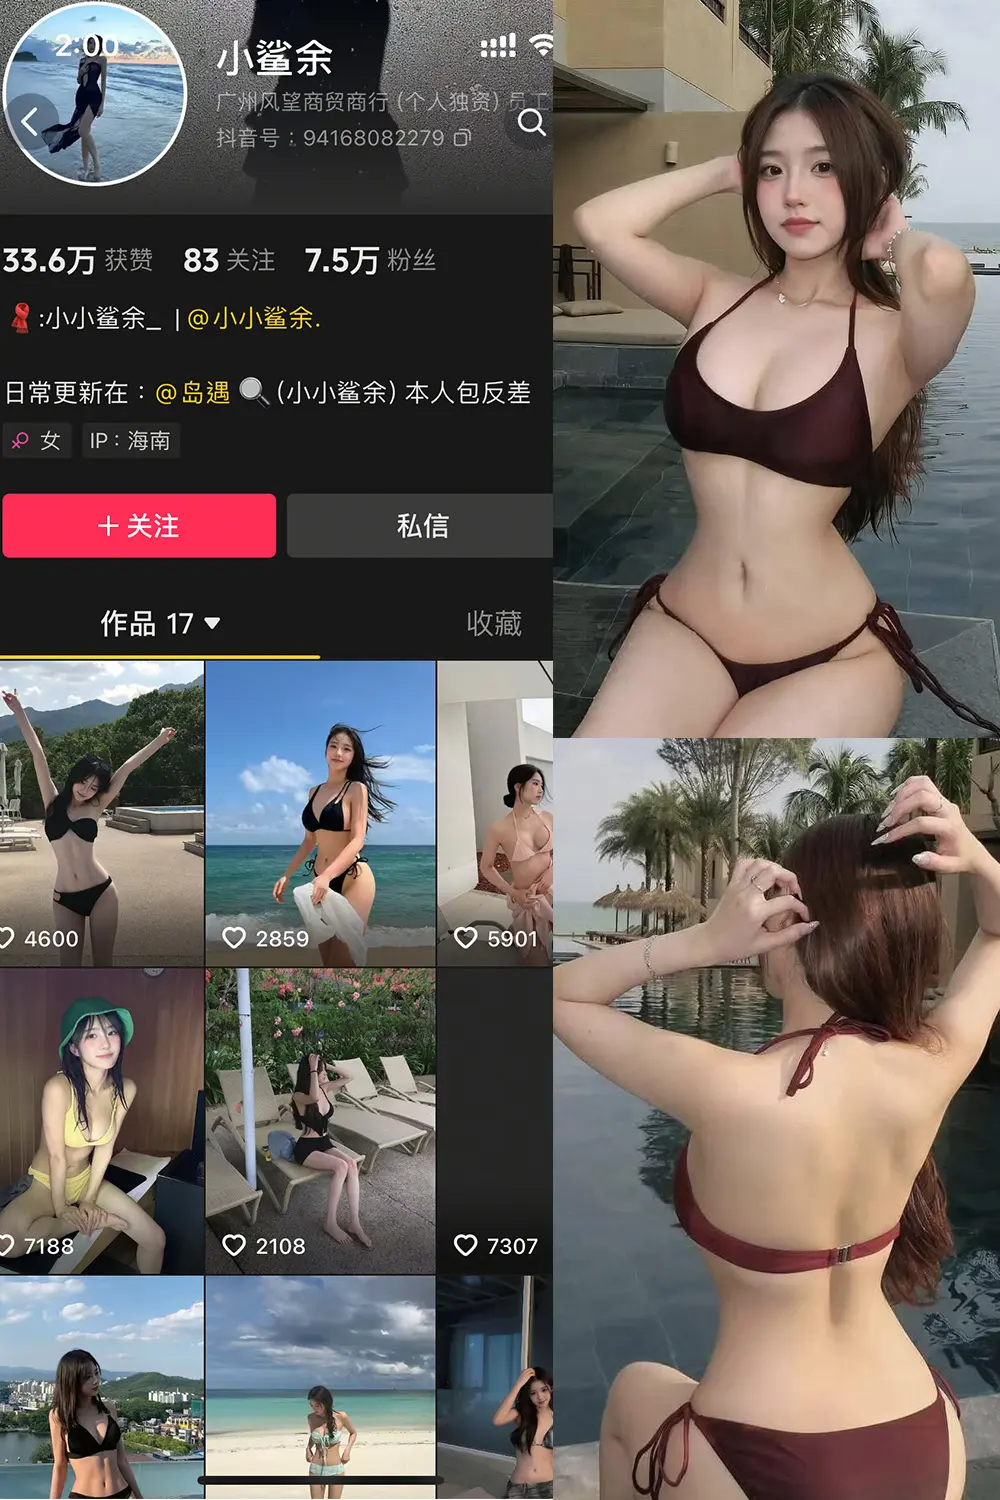 2:00
小鲨余
广州风望商贸商行 (个人独资) 员工
抖音号：94168082279
33.6万 获赞 83 关注 7.5万 粉丝
:小小鲨余_ | @小小鲨余.
日常更新在：@岛遇 (小小鲨余) 本人包反差
女 IP：海南
+ 关注 私信
作品 17 收藏
4600 2859 5901
7188 2108 7307